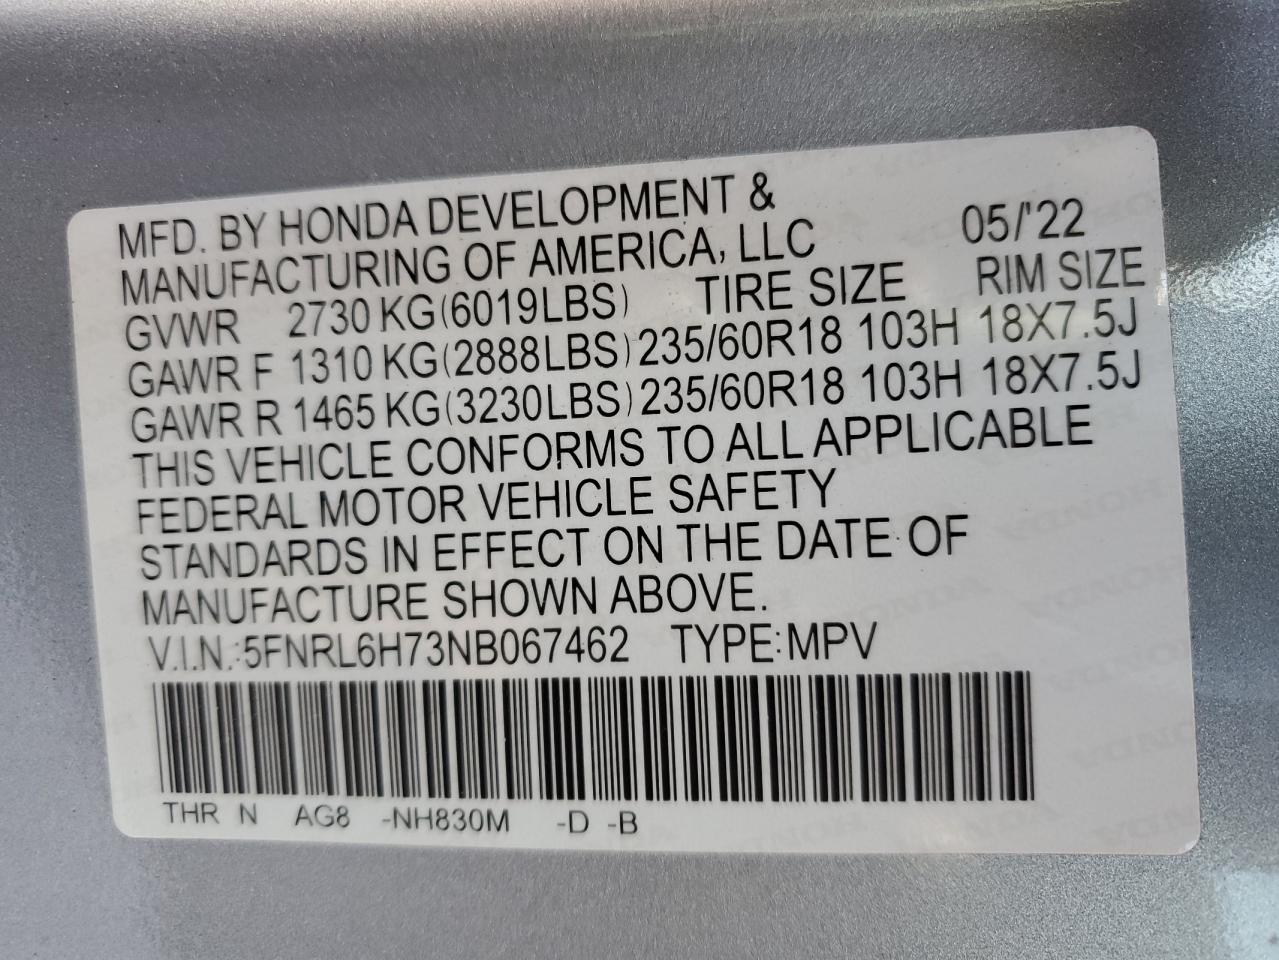 MFD. BY HONDA DEVELOPMENT &
MANUFACTURING OF AMERICA, LLC 05/'22
GVWR 2730 KG(6019LBS) TIRE SIZE RIM SIZE
GAWR F 1310 KG(2888LBS) 235/60R18 103H 18X7.5J
GAWR R 1465 KG(3230LBS) 235/60R18 103H 18X7.5J
THIS VEHICLE CONFORMS TO ALL APPLICABLE
FEDERAL MOTOR VEHICLE SAFETY
STANDARDS IN EFFECT ON THE DATE OF
MANUFACTURE SHOWN ABOVE.
V.I.N.:5FNRL6H73NB067462 TYPE:MPV
THR N AG8 -NH830M -D -B